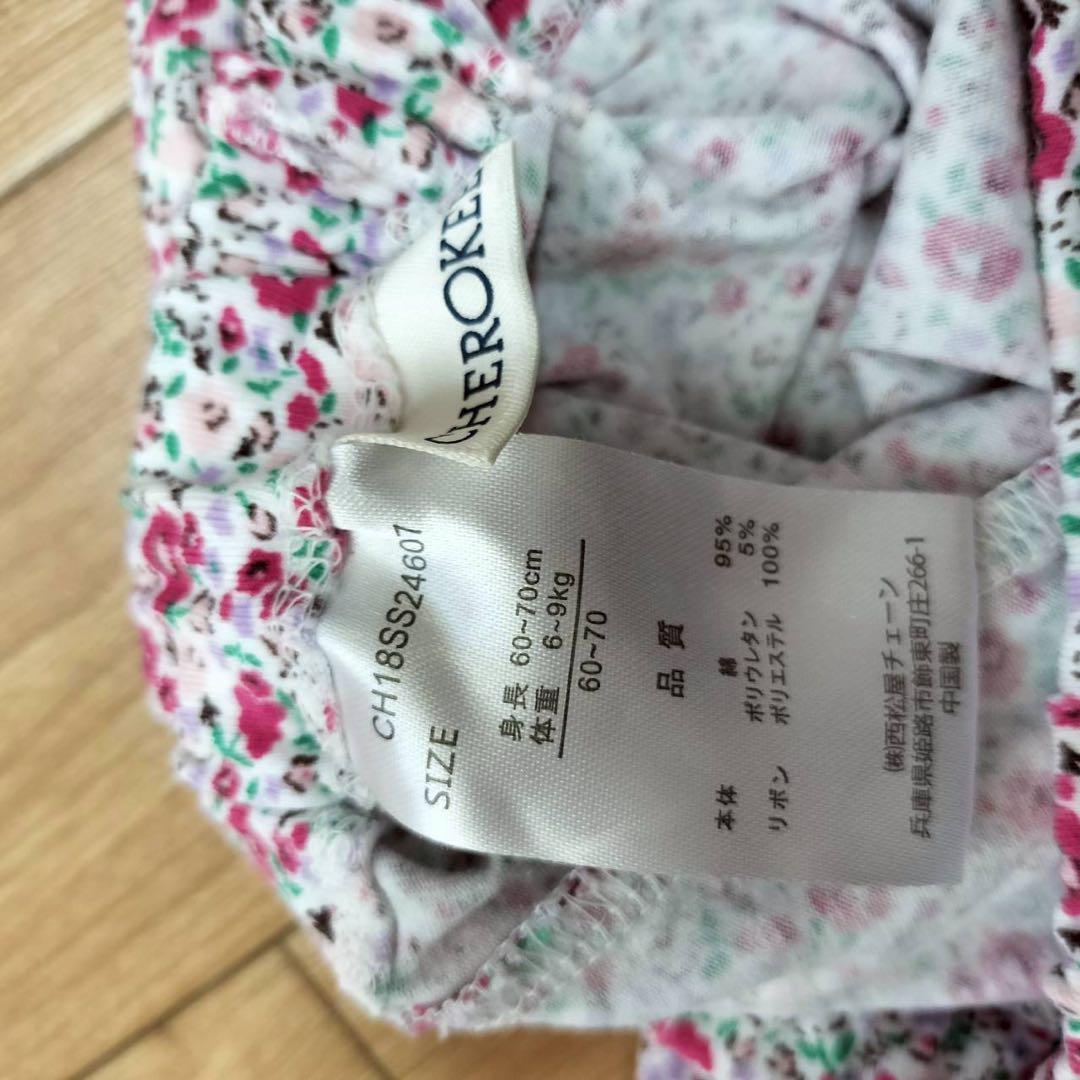 CHEROKEE
CH18SS24601
SIZE
身長 60~70cm
体重 6~9kg
60~70
品質
本体 綿 95%
ポリウレタン 5%
リボン ポリエステル 100%
㈱西松屋チェーン
兵庫県姫路市飾東町庄266-1
中国製